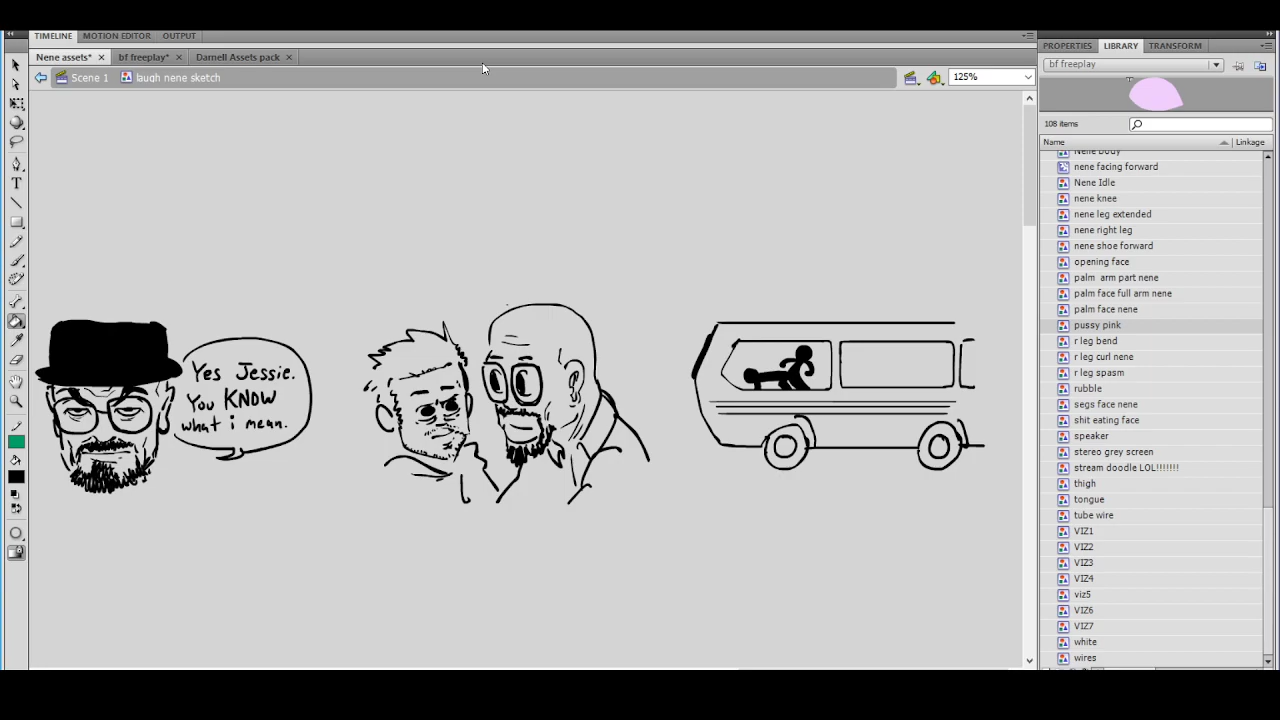 TIMELINE MOTION EDITOR OUTPUT
Nene assets* bf freeplay* Darnell Assets pack
Scene 1 laugh nene sketch
125%
PROPERTIES LIBRARY TRANSFORM
bf freeplay
108 items
Name Linkage
Nene Body
nene facing forward
Nene Idle
nene knee
nene leg extended
nene right leg
nene shoe forward
opening face
palm arm part nene
palm face full arm nene
palm face nene
pussy pink
r leg bend
r leg curl nene
r leg spasm
rubble
segs face nene
shit eating face
speaker
stereo grey screen
stream doodle LOL!!!!!!!
thigh
tongue
tube wire
VIZ1
VIZ2
VIZ3
VIZ4
viz5
VIZ6
VIZ7
white
wires
Yes Jessie.
You KNOW
what i mean.